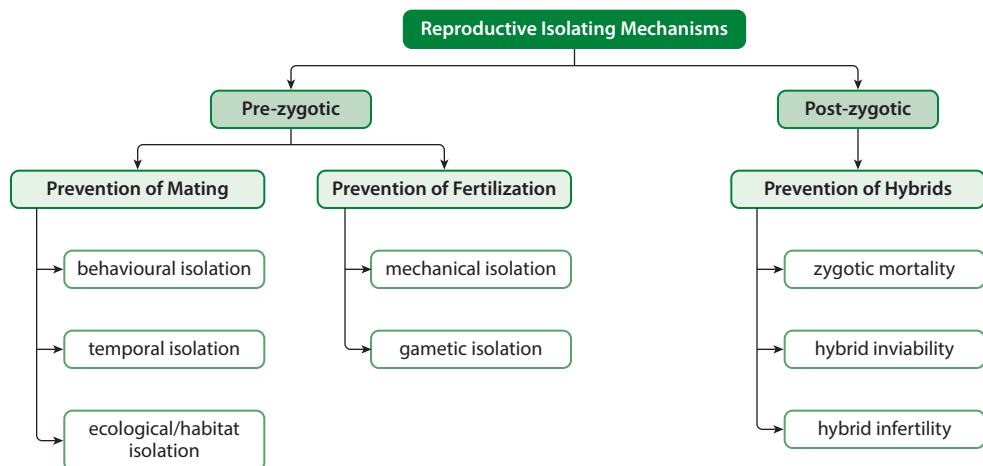 Reproductive Isolating Mechanisms
Pre-zygotic
Post-zygotic
Prevention of Mating
Prevention of Fertilization
Prevention of Hybrids
behavioural isolation
mechanical isolation
zygotic mortality
temporal isolation
gametic isolation
hybrid inviability
ecological/habitat
isolation
hybrid infertility